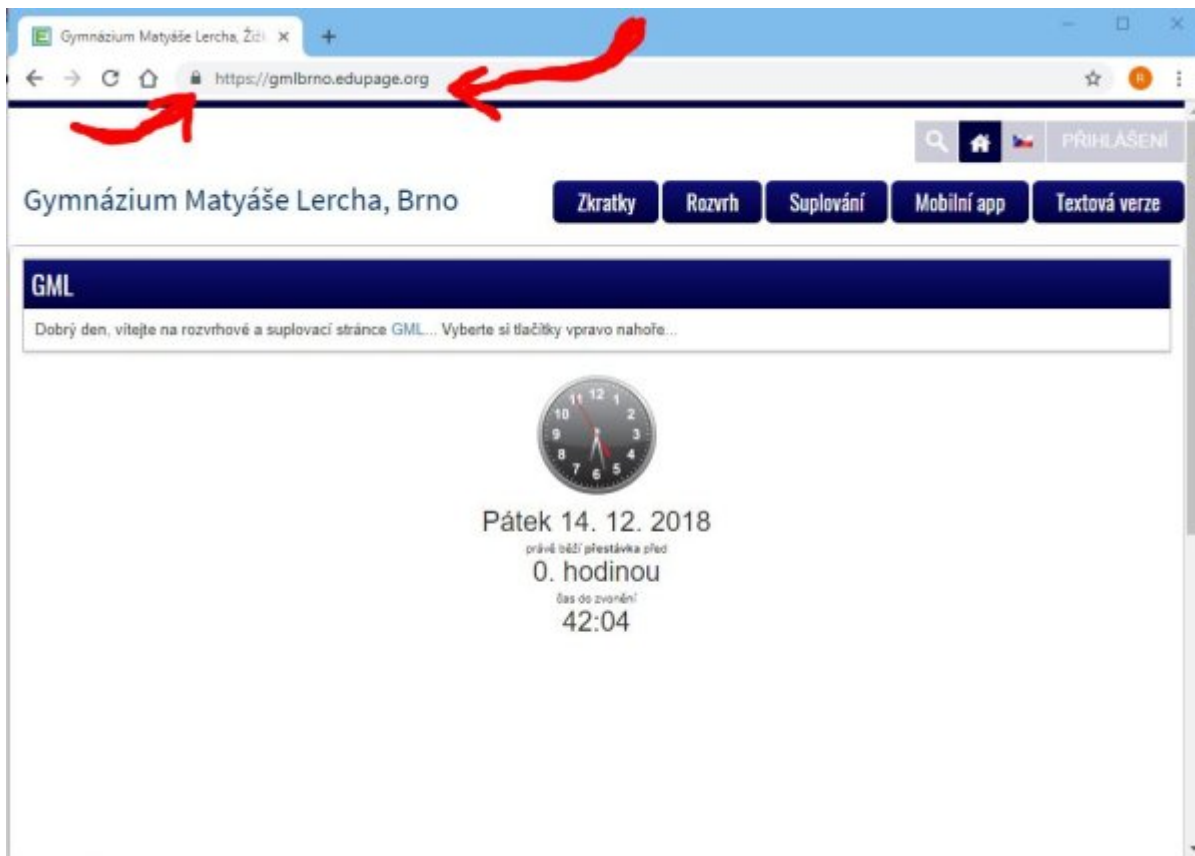 Gymnázium Matyáše Lercha, Žiž
https://gmlbrno.edupage.org
R
PŘIHLÁŠENÍ
Gymnázium Matyáše Lercha, Brno
Zkratky Rozvrh Suplování Mobilní app Textová verze
GML
Dobrý den, vítejte na rozvrhové a suplovací stránce GML... Vyberte si tlačítky vpravo nahoře...
12 1 2 3 4 5 6 7 8 9 10 11
Pátek 14. 12. 2018
právě běží přestávka před
0. hodinou
čas do zvonění
42:04